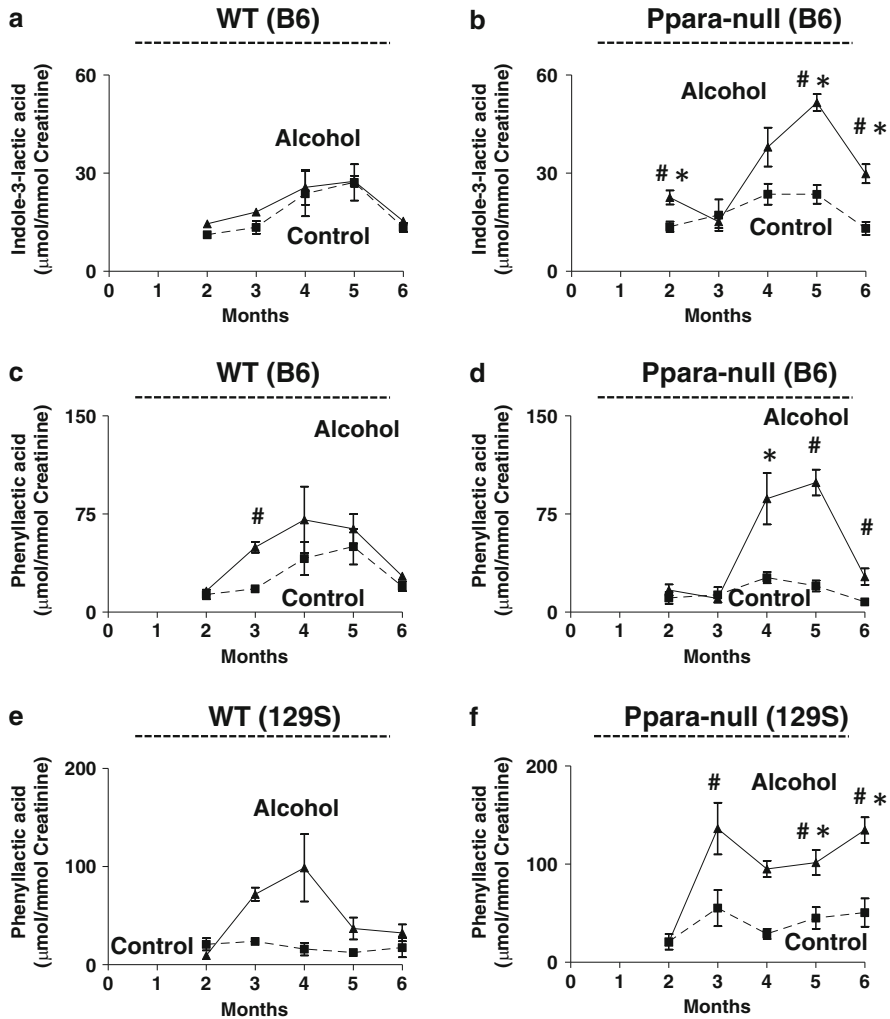 a
WT (B6)
Indole-3-lactic acid
(μmol/mmol Creatinine)
60
30
0
Alcohol
Control
0 1 2 3 4 5 6
Months
b
Ppara-null (B6)
Indole-3-lactic acid
(μmol/mmol Creatinine)
60
30
0
# *
Alcohol
# *
# *
Control
0 1 2 3 4 5 6
Months
c
WT (B6)
Phenyllactic acid
(μmol/mmol Creatinine)
150
75
0
Alcohol
#
Control
0 1 2 3 4 5 6
Months
d
Ppara-null (B6)
Phenyllactic acid
(μmol/mmol Creatinine)
150
75
0
Alcohol
*
#
#
Control
0 1 2 3 4 5 6
Months
e
WT (129S)
Phenyllactic acid
(μmol/mmol Creatinine)
200
100
0
Alcohol
Control
0 1 2 3 4 5 6
Months
f
Ppara-null (129S)
Phenyllactic acid
(μmol/mmol Creatinine)
200
100
0
#
Alcohol
# *
# *
Control
0 1 2 3 4 5 6
Months